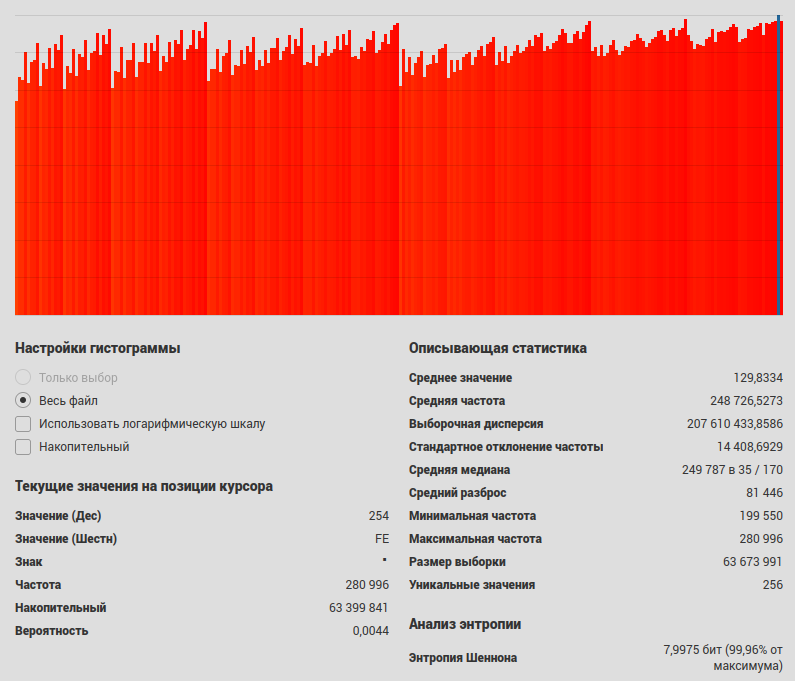 Настройки гистограммы
Только выбор
Весь файл
Использовать логарифмическую шкалу
Накопительный
Текущие значения на позиции курсора
Значение (Дес) 254
Значение (Шестн) FE
Знак ▪
Частота 280 996
Накопительный 63 399 841
Вероятность 0,0044
Описывающая статистика
Среднее значение 129,8334
Средняя частота 248 726,5273
Выборочная дисперсия 207 610 433,8586
Стандартное отклонение частоты 14 408,6929
Средняя медиана 249 787 в 35 / 170
Средний разброс 81 446
Минимальная частота 199 550
Максимальная частота 280 996
Размер выборки 63 673 991
Уникальные значения 256
Анализ энтропии
Энтропия Шеннона 7,9975 бит (99,96% от
максимума)